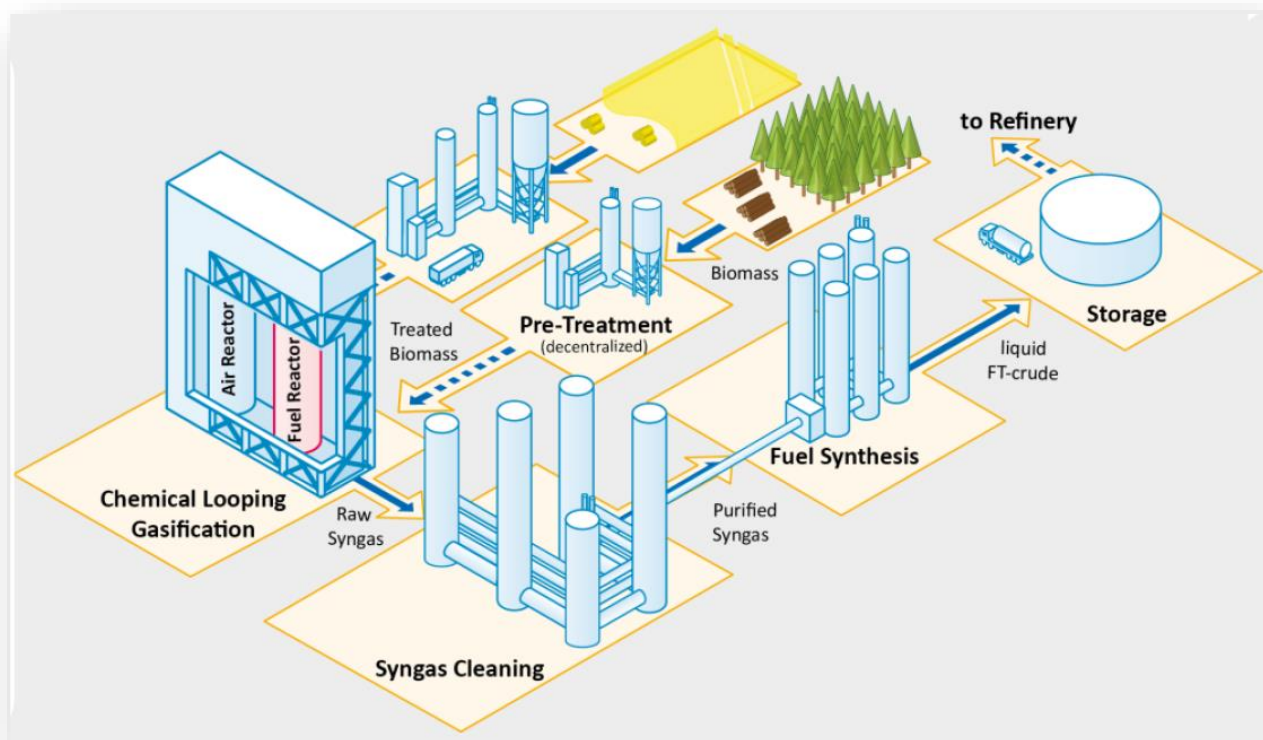 to Refinery
Biomass
Storage
Pre-Treatment
(decentralized)
Treated
Biomass
liquid
FT-crude
Air Reactor
Fuel Reactor
Fuel Synthesis
Chemical Looping
Gasification
Raw
Syngas
Purified
Syngas
Syngas Cleaning